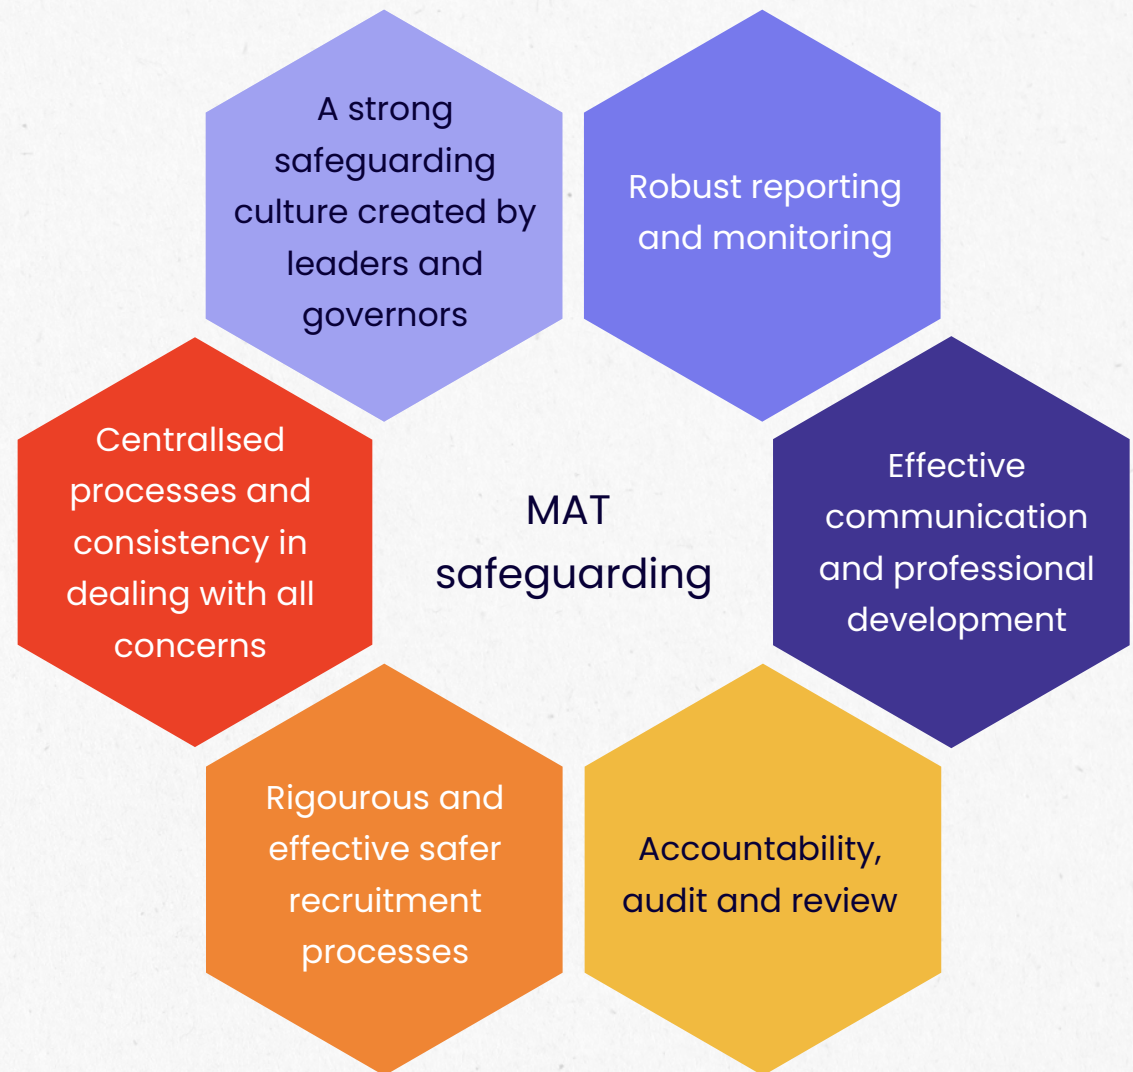 A strong
safeguarding
culture created by
leaders and
governors
Robust reporting
and monitoring
CentralIsed
processes and
consistency in
dealing with all
concerns
MAT
safeguarding
Effective
communication
and professional
development
Rigourous and
effective safer
recruitment
processes
Accountability,
audit and review